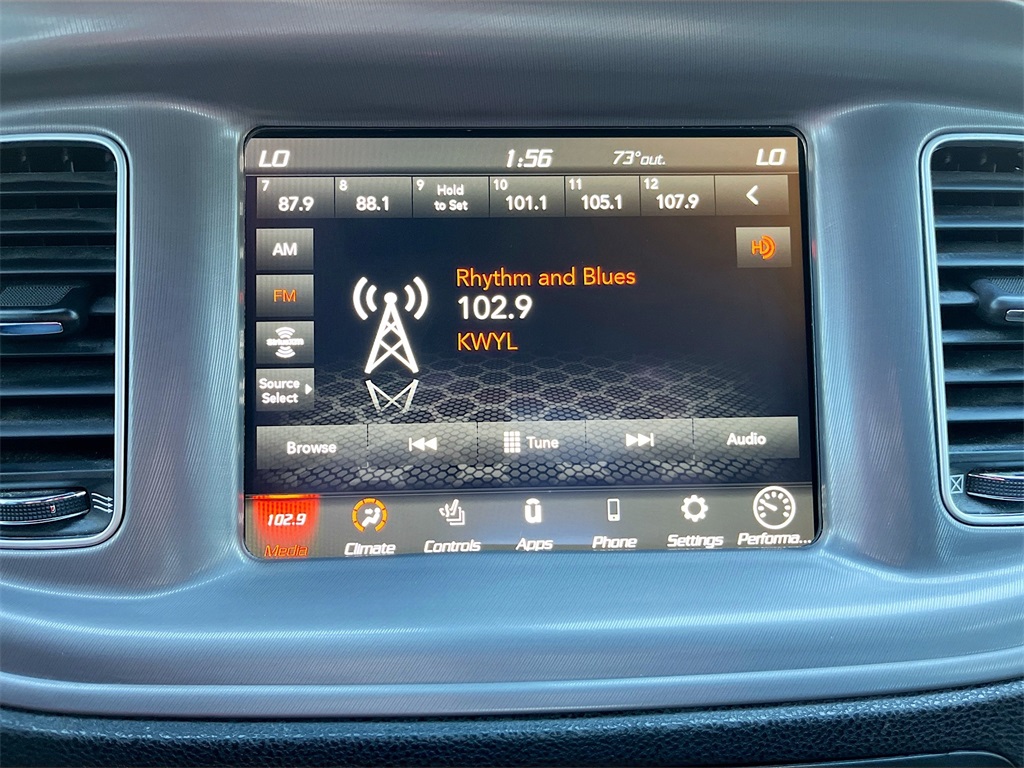 LO 1:56 73° out. LO
7 87.9 8 88.1 9 Hold to Set 10 101.1 11 105.1 12 107.9
AM
HD
Rhythm and Blues
FM
102.9
KWYL
SiriusXM
Source
Select
Browse Tune Audio
102.9
Media Climate Controls Apps Phone Settings Performa...